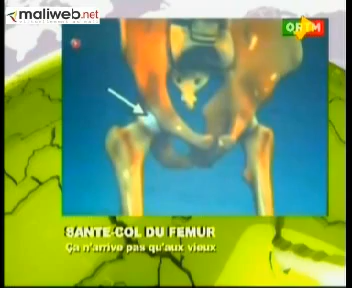 maliweb.net
ORTM
SANTE-COL DU FEMUR
Ça n'arrive pas qu'aux vieux